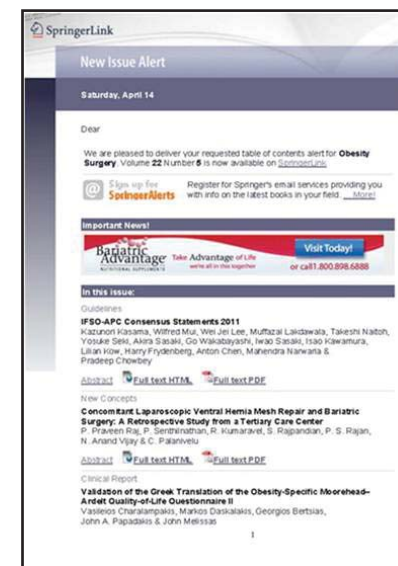 SpringerLink
New Issue Alert
Saturday, April 14
Dear
We are pleased to deliver your requested table of contents alert for Obesity
Surgery. Volume 22 Number 5 is now available on SpringerLink
@ Sign up for
SpringerAlerts
Register for Springer's email services providing you
with info on the latest books in your field. ... More!
Important News!
Bariatric
Advantage
NUTRITIONAL SUPPLEMENTS
Take Advantage of Life
we're all in this together
Visit Today!
or call 1.800.898.6888
In this issue:
Guidelines
IFSO-APC Consensus Statements 2011
Kazunori Kasama, Wilfred Mui, Wei Jei Lee, Muffazal Lakdawala, Takeshi Naitoh,
Yosuke Seki, Akira Sasaki, Go Wakabayashi, Iwao Sasaki, Isao Kawamura,
Lilian Kow, Harry Frydenberg, Anton Chen, Mahendra Narwaria &
Pradeep Chowbey
Abstract Full text HTML Full text PDF
New Concepts
Concomitant Laparoscopic Ventral Hernia Mesh Repair and Bariatric
Surgery: A Retrospective Study from a Tertiary Care Center
P. Praveen Raj, P. Senthilnathan, R. Kumaravel, S. Rajpandian, P. S. Rajan,
N. Anand Vijay & C. Palanivelu
Abstract Full text HTML Full text PDF
Clinical Report
Validation of the Greek Translation of the Obesity-Specific Moorehead–
Ardelt Quality-of-Life Questionnaire II
Vasileios Charalampakis, Markos Daskalakis, Georgios Bertsias,
John A. Papadakis & John Melissas
1